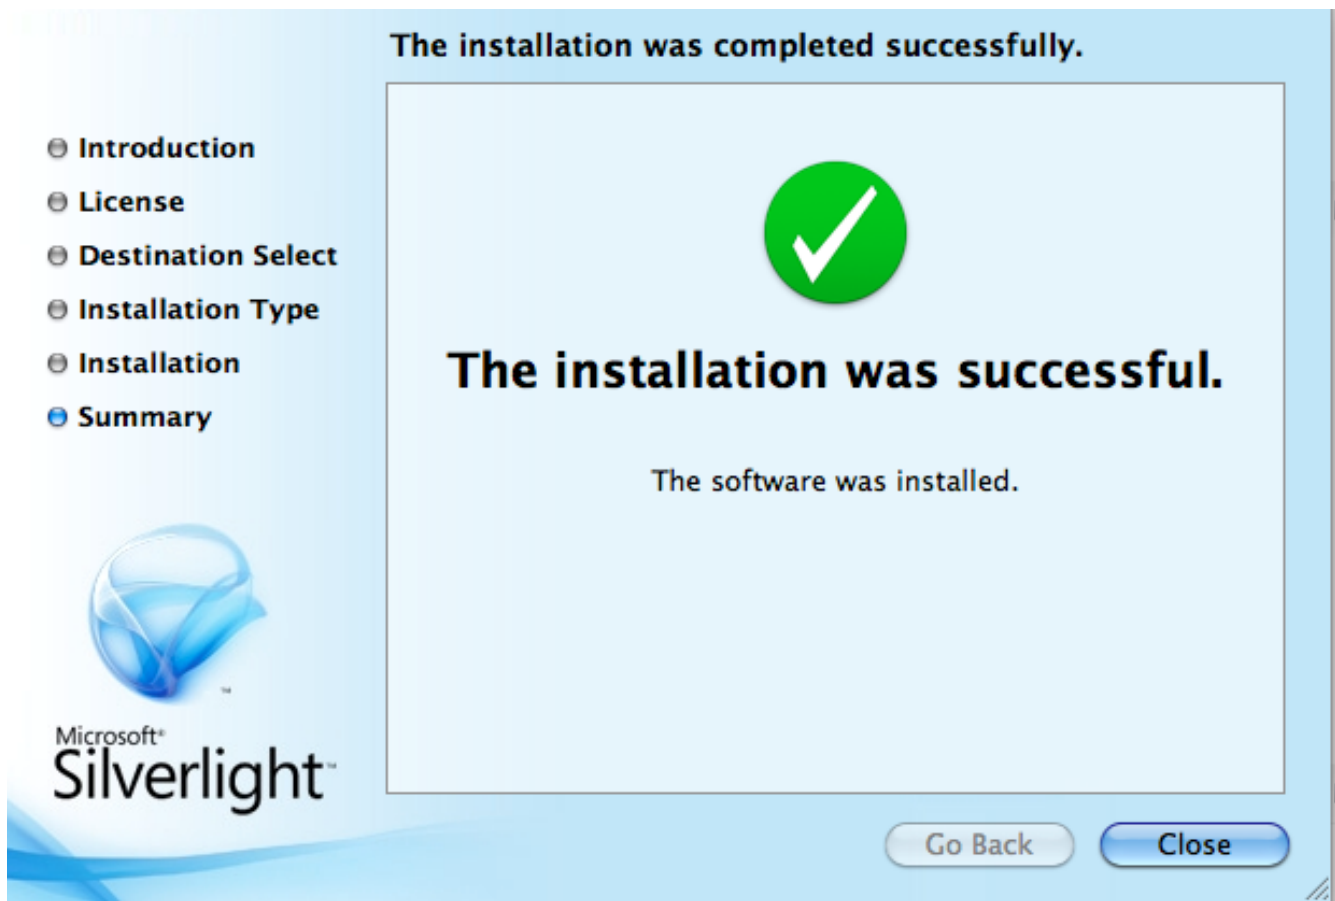 The installation was completed successfully.
Introduction
License
Destination Select
Installation Type
Installation
Summary
The installation was successful.
The software was installed.
Microsoft®
Silverlight™
Go Back
Close